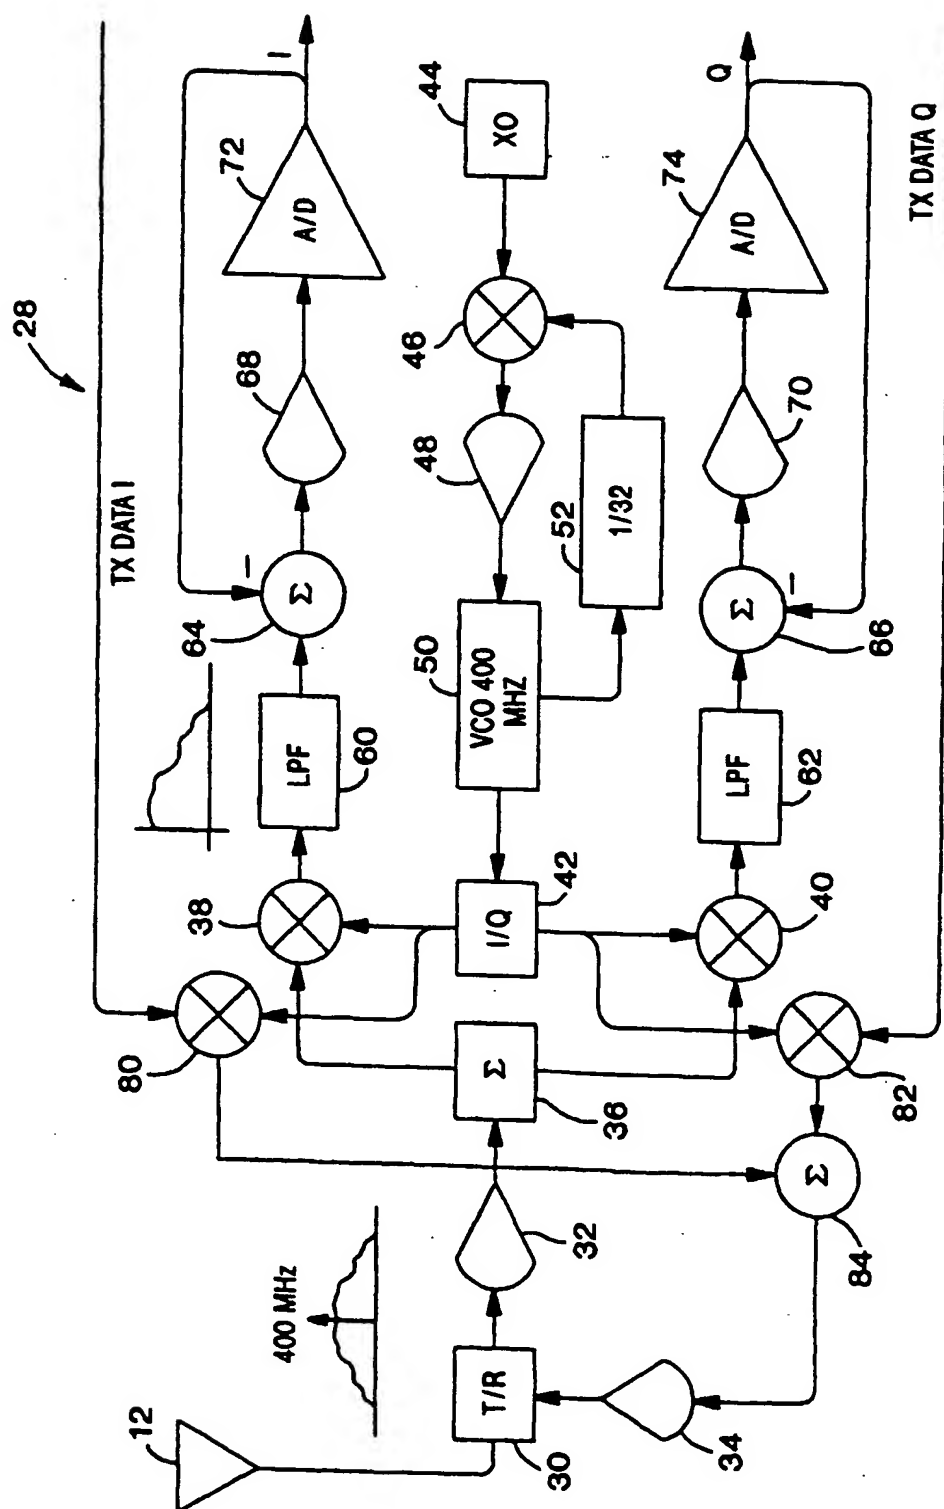 28
TX DATA I
I
72
A/D
68
64
Σ
−
LPF
60
38
80
44
XO
46
48
52
1/32
50
VCO 400
MHZ
42
I/Q
Σ
36
32
400 MHz
12
T/R
30
34
Q
74
A/D
70
66
Σ
−
LPF
62
40
82
Σ
84
TX DATA Q